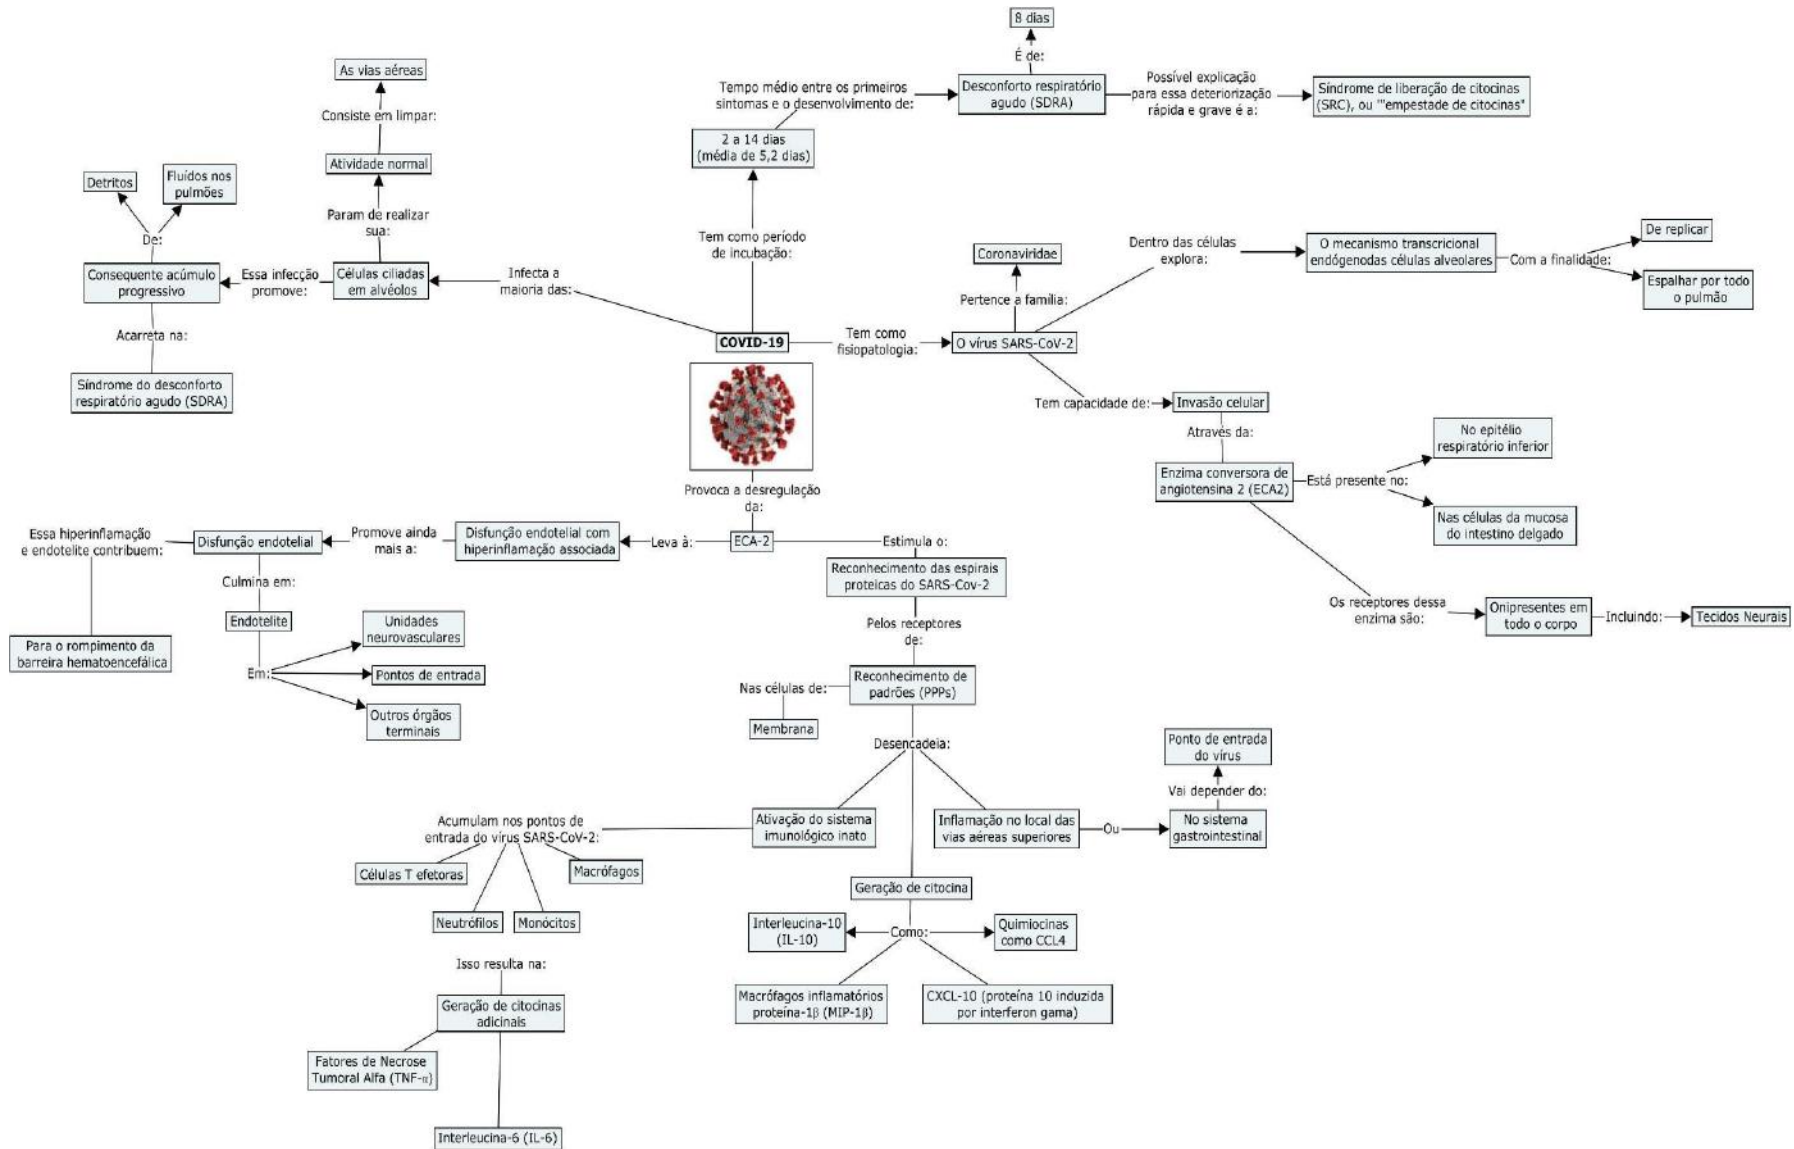 8 dias
É de:
Desconforto respiratório
agudo (SDRA)
Possível explicação
para essa deteriorização
rápida e grave é a:
Síndrome de liberação de citocinas
(SRC), ou "'empestade de citocinas"
Tempo médio entre os primeiros
sintomas e o desenvolvimento de:
2 a 14 dias
(média de 5,2 dias)
Tem como período
de incubação:
As vias aéreas
Consiste em limpar:
Atividade normal
Param de realizar
sua:
Células ciliadas
em alvéolos
Infecta a
maioria das:
Essa infecção
promove:
Consequente acúmulo
progressivo
De:
Detritos
Fluídos nos
pulmões
Acarreta na:
Síndrome do desconforto
respiratório agudo (SDRA)
COVID-19
Tem como
fisiopatologia:
O vírus SARS-CoV-2
Pertence a família:
Coronaviridae
Dentro das células
explora:
O mecanismo transcricional
endógenodas células alveolares
Com a finalidade:
De replicar
Espalhar por todo
o pulmão
Tem capacidade de:
Invasão celular
Através da:
Enzima conversora de
angiotensina 2 (ECA2)
Está presente no:
No epitélio
respiratório inferior
Nas células da mucosa
do intestino delgado
Os receptores dessa
enzima são:
Onipresentes em
todo o corpo
Incluindo:
Tecidos Neurais
Provoca a desregulação
da:
ECA-2
Leva à:
Disfunção endotelial com
hiperinflamação associada
Promove ainda
mais a:
Disfunção endotelial
Essa hiperinflamação
e endotelite contribuem:
Para o rompimento da
barreira hematoencefálica
Culmina em:
Endotelite
Em:
Unidades
neurovasculares
Pontos de entrada
Outros órgãos
terminais
Estimula o:
Reconhecimento das espirais
proteicas do SARS-Cov-2
Pelos receptores
de:
Reconhecimento de
padrões (PPPs)
Nas células de:
Membrana
Desencadeia:
Ativação do sistema
imunológico inato
Acumulam nos pontos de
entrada do vírus SARS-CoV-2:
Células T efetoras
Neutrófilos
Monócitos
Macrófagos
Isso resulta na:
Geração de citocinas
adicinais
Fatores de Necrose
Tumoral Alfa (TNF-α)
Interleucina-6 (IL-6)
Inflamação no local das
vias aéreas superiores
Ou
No sistema
gastrointestinal
Vai depender do:
Ponto de entrada
do vírus
Geração de citocina
Como:
Interleucina-10
(IL-10)
Quimiocinas
como CCL4
Macrófagos inflamatórios
proteína-1β (MIP-1β)
CXCL-10 (proteína 10 induzida
por interferon gama)